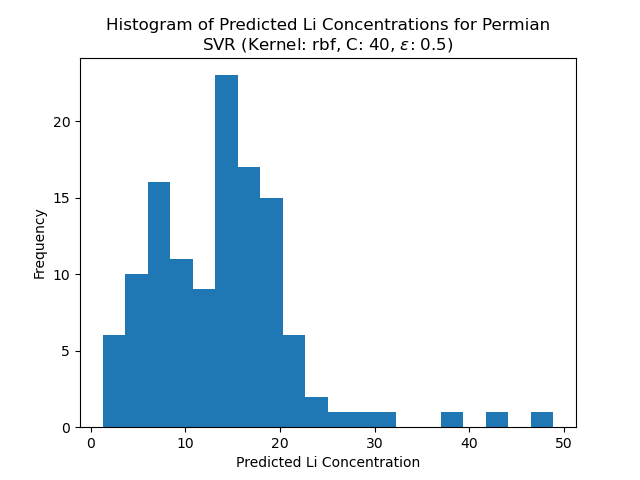 Histogram of Predicted Li Concentrations for Permian
SVR (Kernel: rbf, C: 40, ε: 0.5)
20
15
10
5
0
Frequency
0 10 20 30 40 50
Predicted Li Concentration